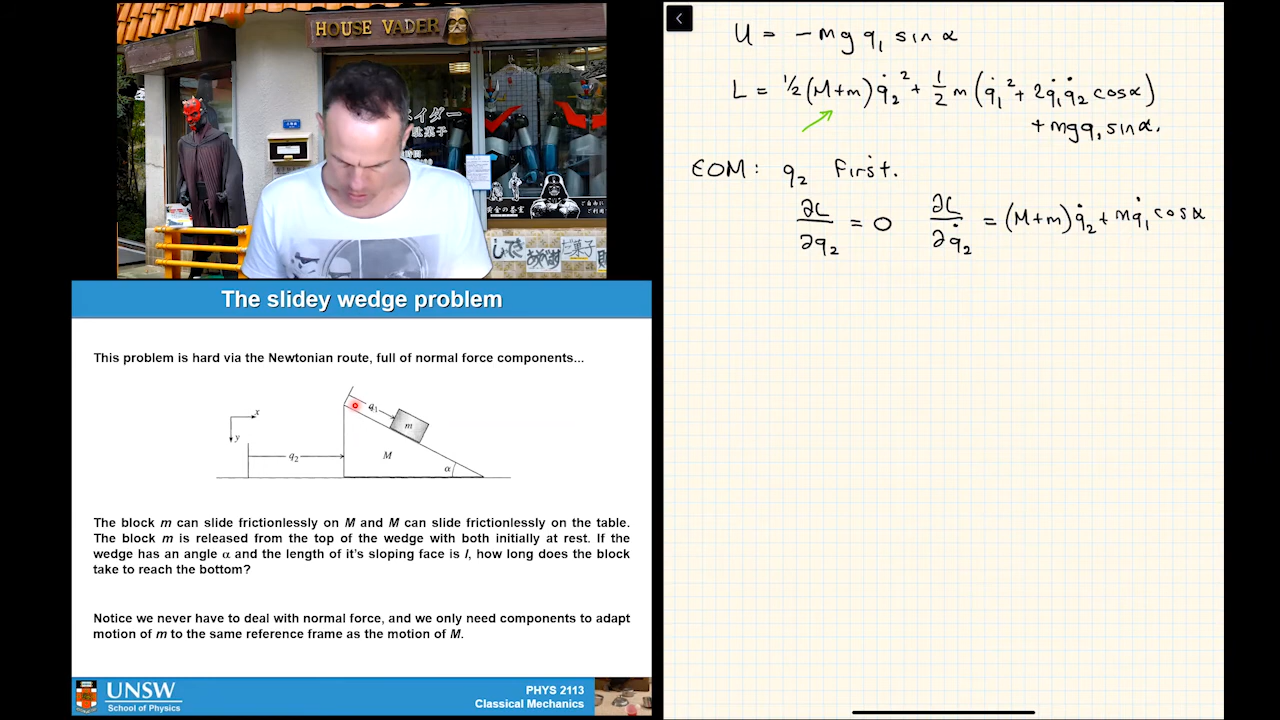 HOUSE VADER
The slidey wedge problem
This problem is hard via the Newtonian route, full of normal force components...
x
y
q₁
m
q₂
M
α
The block m can slide frictionlessly on M and M can slide frictionlessly on the table.
The block m is released from the top of the wedge with both initially at rest. If the
wedge has an angle α and the length of it's sloping face is l, how long does the block
take to reach the bottom?
Notice we never have to deal with normal force, and we only need components to adapt
motion of m to the same reference frame as the motion of M.
UNSW
School of Physics
PHYS 2113
Classical Mechanics
U = -mg q₁ sin α
L = ½ (M+m) q̇₂² + ½ m (q̇₁² + 2q̇₁q̇₂ cosα)
+ mgq₁ sinα.
EOM: q₂ First.
∂L/∂q₂ = 0 ∂L/∂q̇₂ = (M+m) q̇₂ + mq̇₁ cosα